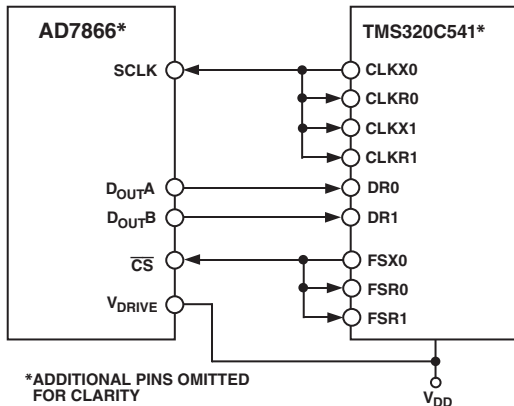 AD7866*
TMS320C541*
SCLK
CLKX0
CLKR0
CLKX1
CLKR1
DOUTA
DR0
DOUTB
DR1
CS
FSX0
VDRIVE
FSR0
FSR1
*ADDITIONAL PINS OMITTED
FOR CLARITY
VDD